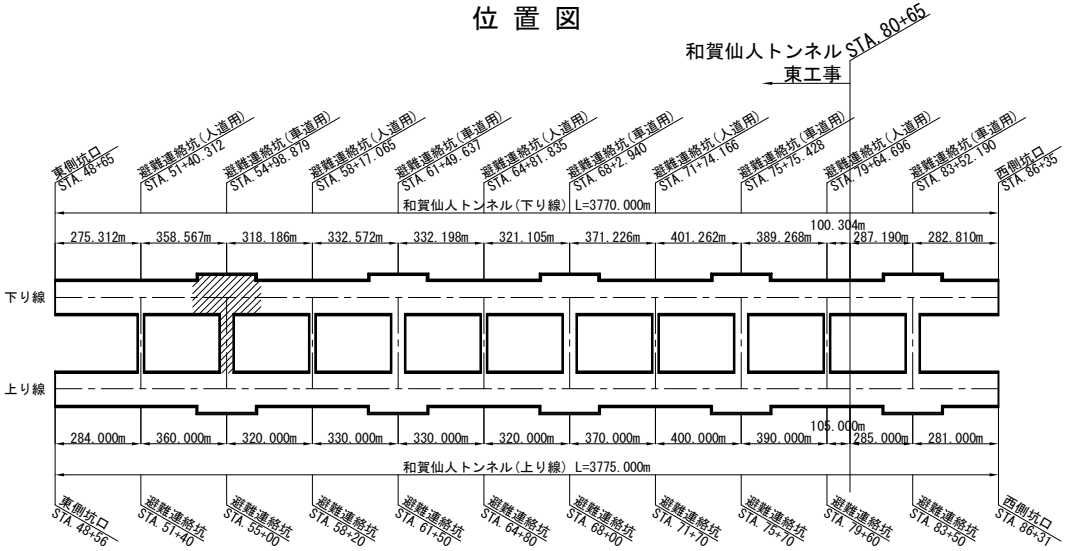 位置図
和賀仙人トンネル
STA. 80+65
東工事
東側坑口
STA. 48+65
避難連絡坑(人道用)
STA. 51+40.312
避難連絡坑(車道用)
STA. 54+98.879
避難連絡坑(人道用)
STA. 58+17.065
避難連絡坑(車道用)
STA. 61+49.637
避難連絡坑(人道用)
STA. 64+81.835
避難連絡坑(車道用)
STA. 68+2.940
避難連絡坑(人道用)
STA. 71+74.166
避難連絡坑(車道用)
STA. 75+75.428
避難連絡坑(人道用)
STA. 79+64.696
避難連絡坑(車道用)
STA. 83+52.190
西側坑口
STA. 86+35
和賀仙人トンネル(下り線) L=3770.000m
100.304m
275.312m 358.567m 318.186m 332.572m 332.198m 321.105m 371.226m 401.262m 389.268m 287.190m 282.810m
下り線
上り線
105.000m
284.000m 360.000m 320.000m 330.000m 330.000m 320.000m 370.000m 400.000m 390.000m 285.000m 281.000m
和賀仙人トンネル(上り線) L=3775.000m
東側坑口
STA. 48+56
避難連絡坑
STA. 51+40
避難連絡坑
STA. 55+00
避難連絡坑
STA. 58+20
避難連絡坑
STA. 61+50
避難連絡坑
STA. 64+80
避難連絡坑
STA. 68+00
避難連絡坑
STA. 71+70
避難連絡坑
STA. 75+70
避難連絡坑
STA. 79+60
避難連絡坑
STA. 83+50
西側坑口
STA. 86+31